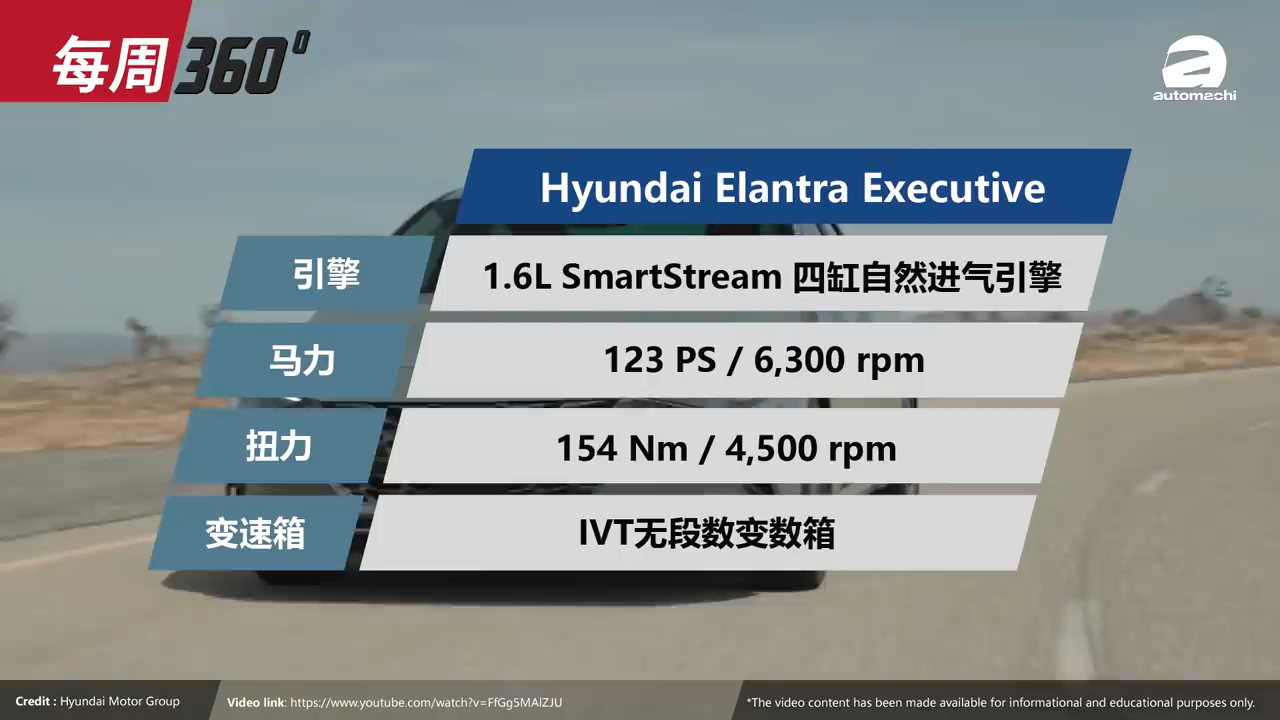 每周360°
automachi
Hyundai Elantra Executive
引擎 1.6L SmartStream 四缸自然进气引擎
马力 123 PS / 6,300 rpm
扭力 154 Nm / 4,500 rpm
变速箱 IVT无段数变数箱
Credit : Hyundai Motor Group
Video link: https://www.youtube.com/watch?v=FfGg5MAlZJU
*The video content has been made available for informational and educational purposes only.